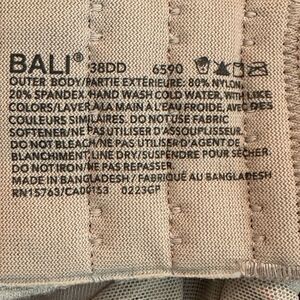 BALI® 38DD 6590
OUTER BODY/PARTIE EXTÉRIEURE: 80% NYLON
20% SPANDEX HAND WASH COLD WATER, WITH LIKE
COLORS/LAVER A LA MAIN A L'EAU FROIDE, AVEC DES
COULEURS SIMILAIRES. DO NOT USE FABRIC
SOFTENER/NE PAS UTILISER D'ASSOUPLISSEUR.
DO NOT BLEACH/NE PAS UTILISER D'AGENT DE
BLANCHIMENT, LINE DRY/SUSPENDRE POUR SÉCHER
DO NOT IRON/NE PAS REPASSER
MADE IN BANGLADESH / FABRIQUÉ AU BANGLADESH
RN15763/CA00153 0223GP